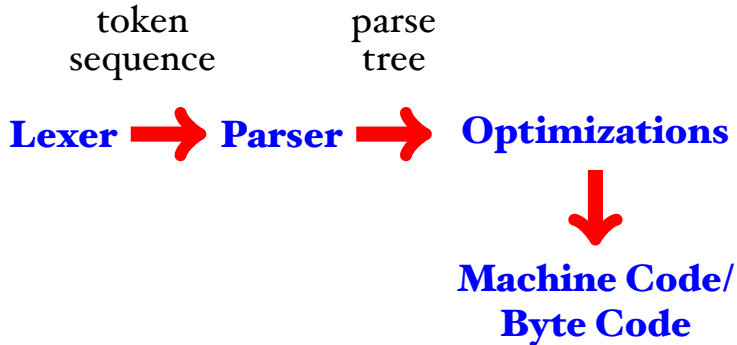 token
sequence
parse
tree
Lexer
Parser
Optimizations
Machine Code/
Byte Code